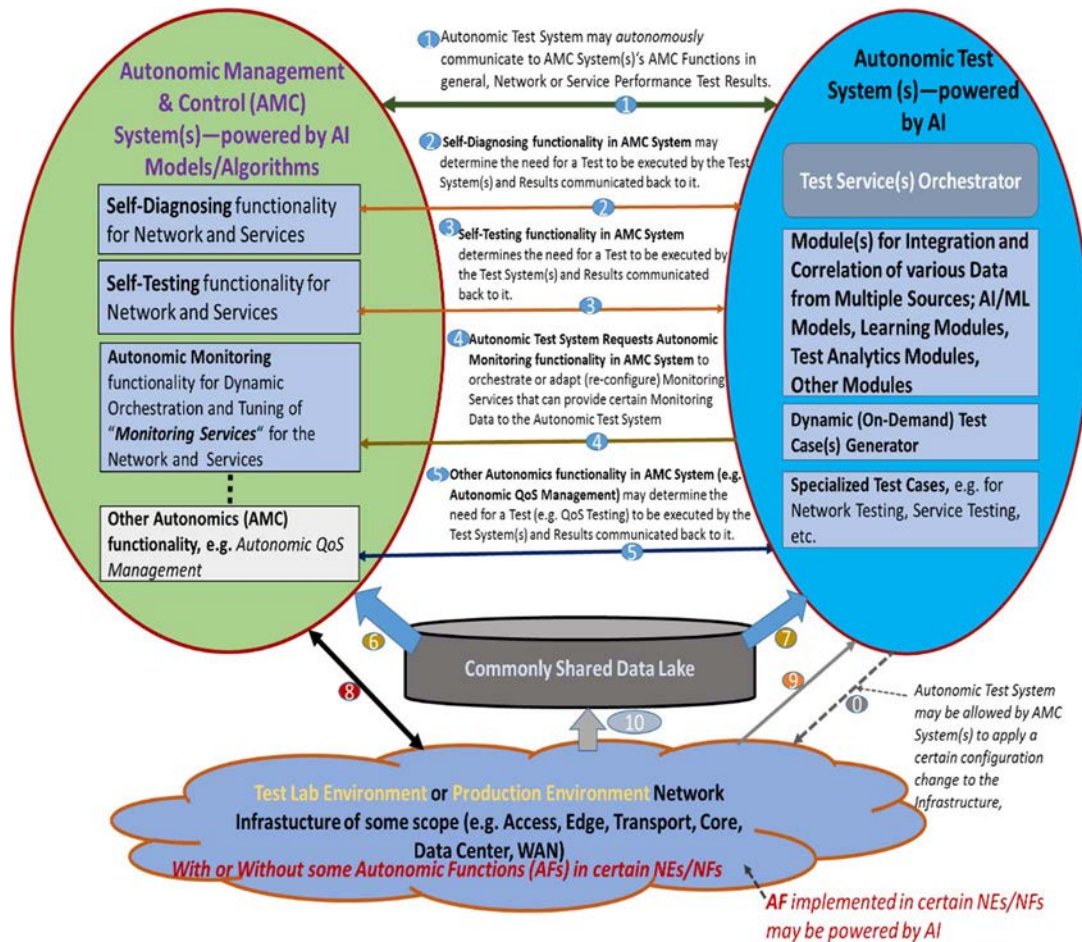 Autonomic Management
& Control (AMC)
System(s)—powered by AI
Models/Algorithms
Self-Diagnosing functionality
for Network and Services
Self-Testing functionality for
Network and Services
Autonomic Monitoring
functionality for Dynamic
Orchestration and Tuning of
“Monitoring Services“ for the
Network and Services
Other Autonomics (AMC)
functionality, e.g. Autonomic QoS
Management
1 Autonomic Test System may autonomously
communicate to AMC System(s)‘s AMC Functions in
general, Network or Service Performance Test Results.
1
2 Self-Diagnosing functionality in AMC System may
determine the need for a Test to be executed by the Test
System(s) and Results communicated back to it.
2
3 Self-Testing functionality in AMC System
determines the need for a Test to be executed by
the Test System(s) and Results communicated
back to it.
3
4 Autonomic Test System Requests Autonomic
Monitoring functionality in AMC System to
orchestrate or adapt (re-configure) Monitoring
Services that can provide certain Monitoring
Data to the Autonomic Test System
4
5 Other Autonomics functionality in AMC System (e.g.
Autonomic QoS Management) may determine the
need for a Test (e.g. QoS Testing) to be executed by the
Test System(s) and Results communicated back to it.
5
Autonomic Test
System (s)—powered
by AI
Test Service(s) Orchestrator
Module(s) for Integration and
Correlation of various Data
from Multiple Sources; AI/ML
Models, Learning Modules,
Test Analytics Modules,
Other Modules
Dynamic (On-Demand) Test
Case(s) Generator
Specialized Test Cases, e.g. for
Network Testing, Service Testing,
etc.
6
7
Commonly Shared Data Lake
8
9
0
10
Autonomic Test System
may be allowed by AMC
System(s) to apply a
certain configuration
change to the
Infrastructure,
Test Lab Environment or Production Environment Network
Infrastucture of some scope (e.g. Access, Edge, Transport, Core,
Data Center, WAN)
With or Without some Autonomic Functions (AFs) in certain NEs/NFs
AF implemented in certain NEs/NFs
may be powered by AI